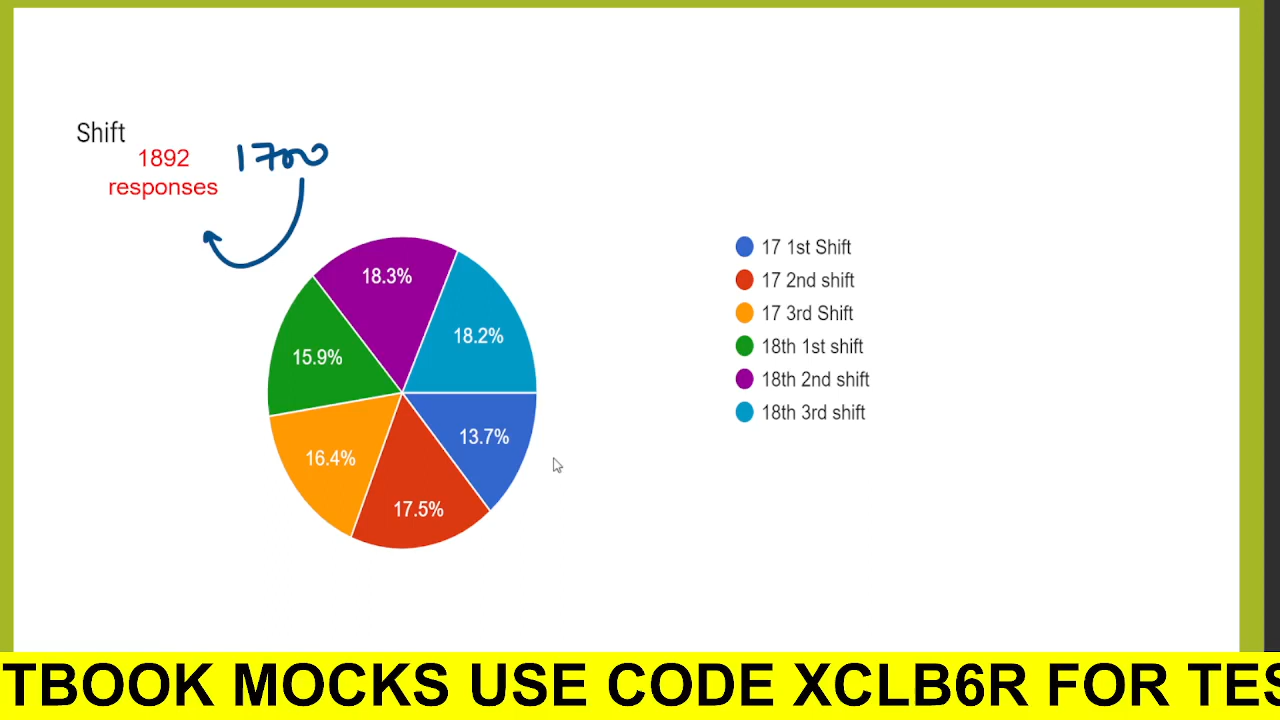 Shift
1892
responses
1700
18.3%
18.2%
15.9%
13.7%
16.4%
17.5%
17 1st Shift
17 2nd shift
17 3rd Shift
18th 1st shift
18th 2nd shift
18th 3rd shift
TBOOK MOCKS USE CODE XCLB6R FOR TES